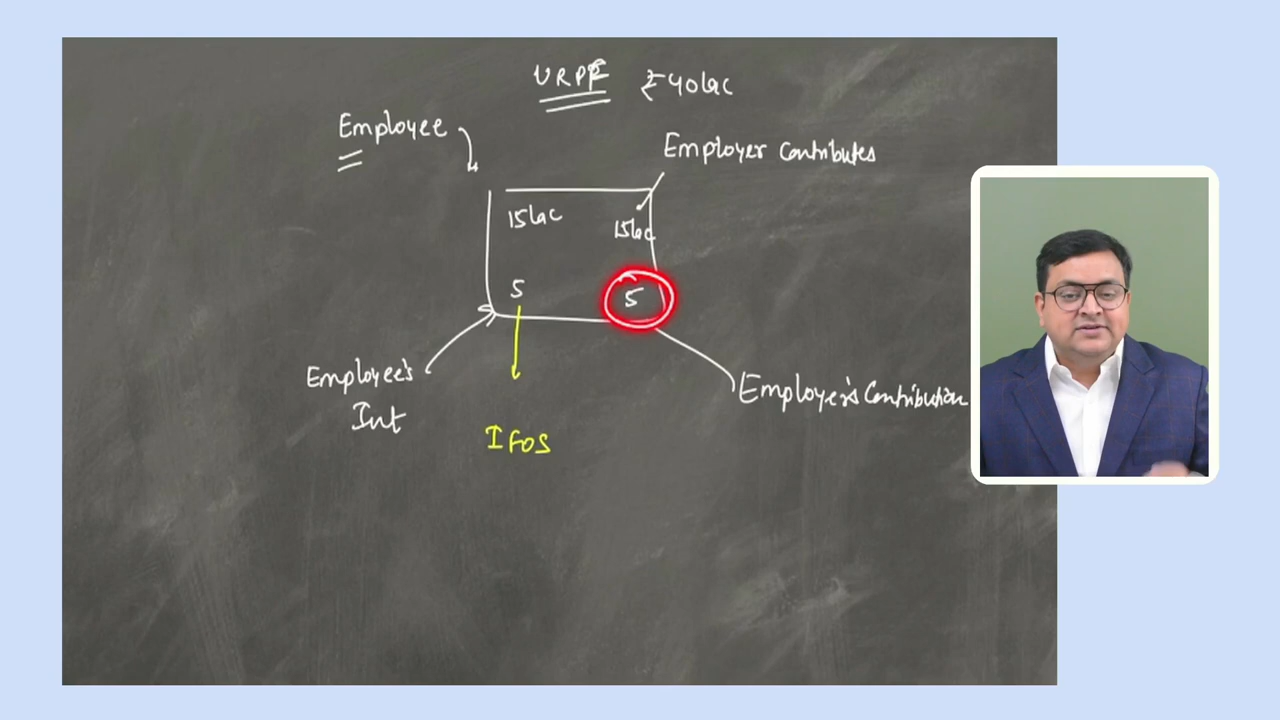 URPF ₹40lac
Employee
Employer Contributes
15lac 15lac
5 5
Employee's
Int
Employer's Contribution
IFOS